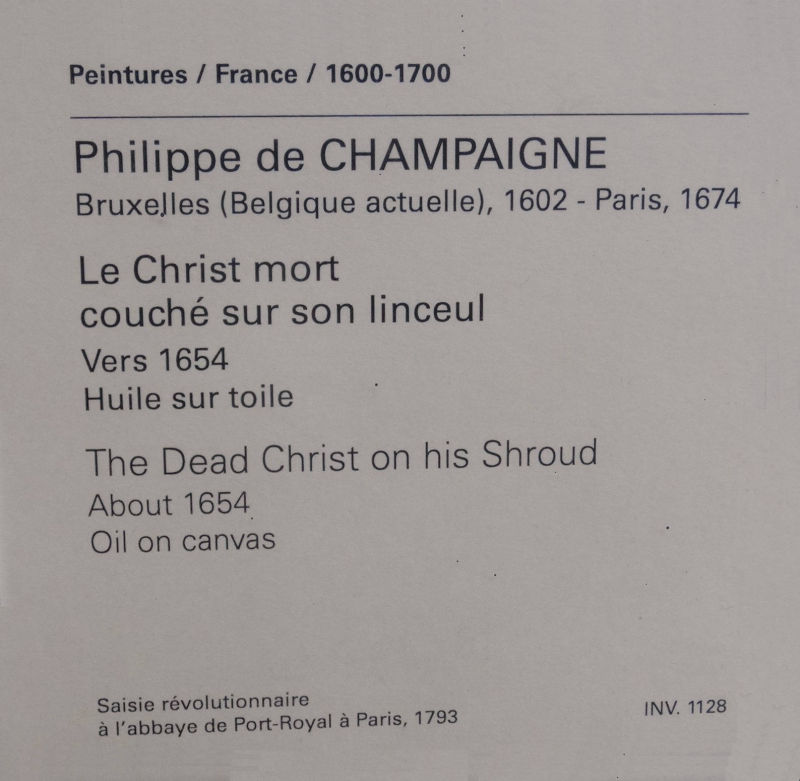 Peintures / France / 1600-1700
Philippe de CHAMPAIGNE
Bruxelles (Belgique actuelle), 1602 - Paris, 1674
Le Christ mort
couché sur son linceul
Vers 1654
Huile sur toile
The Dead Christ on his Shroud
About 1654
Oil on canvas
Saisie révolutionnaire
à l'abbaye de Port-Royal à Paris, 1793
INV. 1128